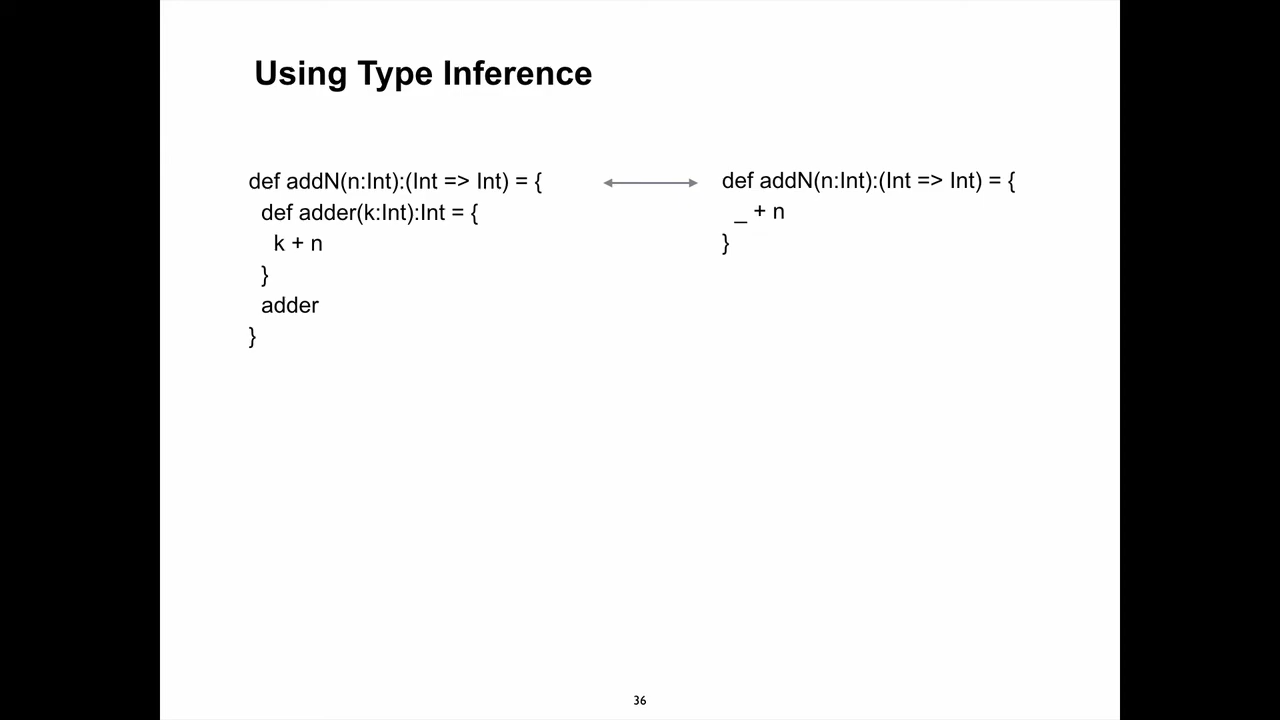 Using Type Inference
def addN(n:Int):(Int => Int) = {
def adder(k:Int):Int = {
k + n
}
adder
}
def addN(n:Int):(Int => Int) = {
_ + n
}
36